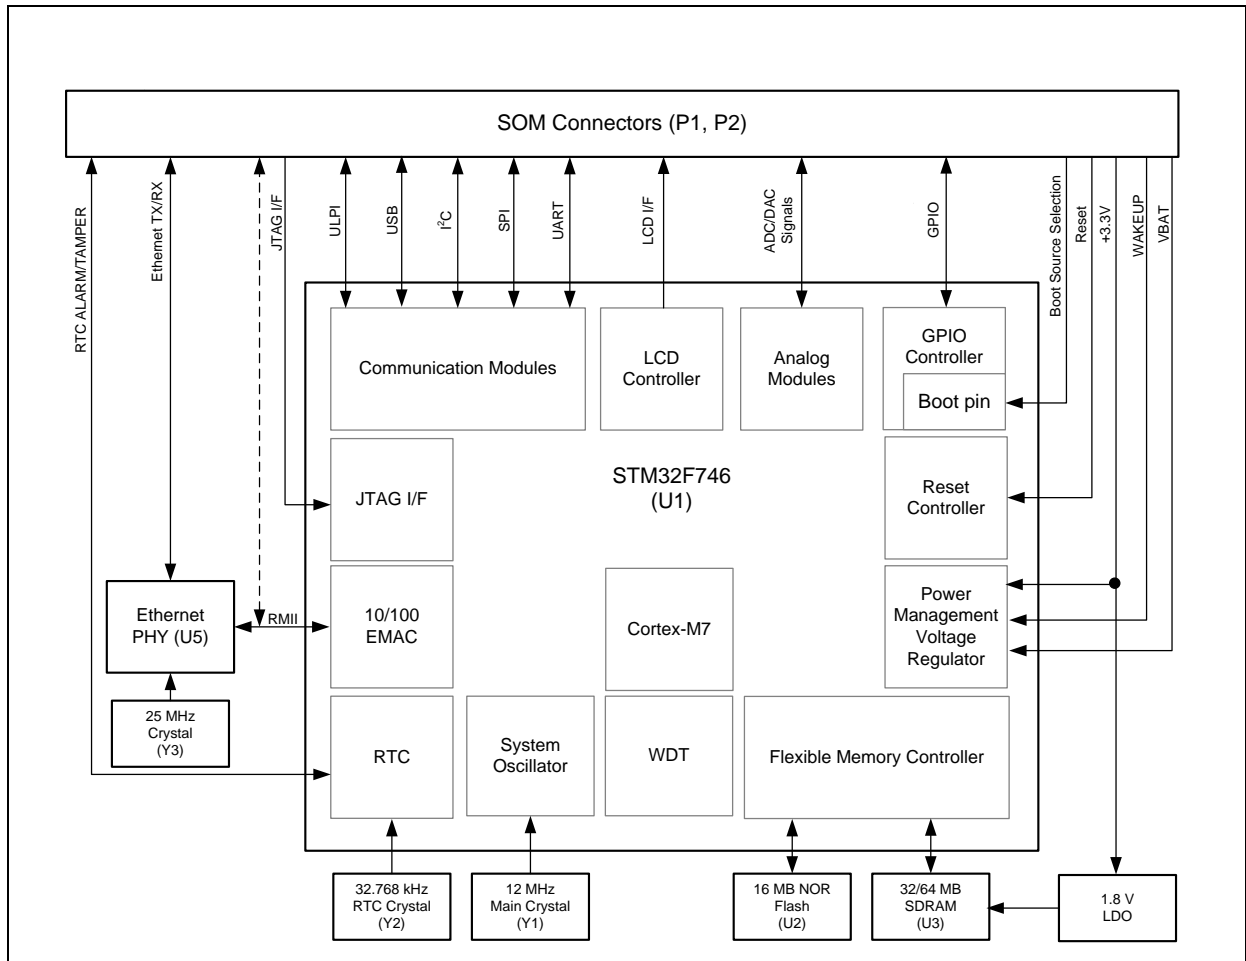 SOM Connectors (P1, P2)
RTC ALARM/TAMPER
Ethernet TX/RX
JTAG I/F
ULPI
USB
I²C
SPI
UART
LCD I/F
ADC/DAC
Signals
GPIO
Boot Source Selection
Reset
+3.3V
WAKEUP
VBAT
Communication Modules
LCD
Controller
Analog
Modules
GPIO
Controller
Boot pin
JTAG I/F
STM32F746
(U1)
Reset
Controller
Ethernet
PHY (U5)
RMII
10/100
EMAC
Cortex-M7
Power
Management
Voltage
Regulator
25 MHz
Crystal
(Y3)
RTC
System
Oscillator
WDT
Flexible Memory Controller
32.768 kHz
RTC Crystal
(Y2)
12 MHz
Main Crystal
(Y1)
16 MB NOR
Flash
(U2)
32/64 MB
SDRAM
(U3)
1.8 V
LDO